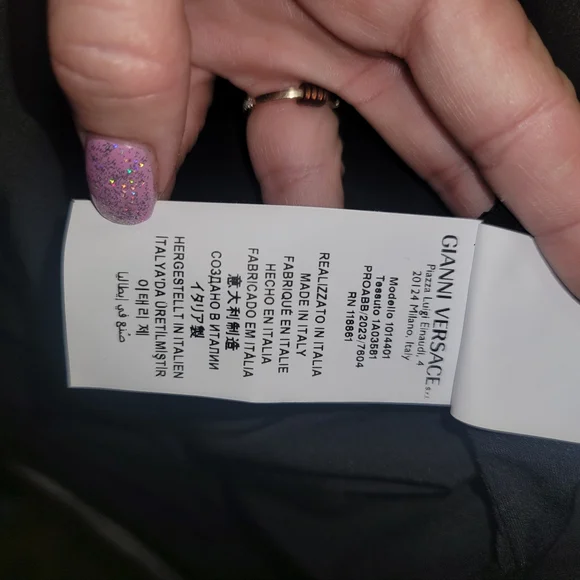 GIANNI VERSACE s.r.l.
Piazza Luigi Einaudi, 4
20124 Milano, Italy
Modello 1014401
Tessuto 1A03581
PROABB/2023/7604
RN 118861
REALIZZATO IN ITALIA
MADE IN ITALY
FABRIQUÉ EN ITALIE
HECHO EN ITALIA
FABRICADO EM ITÁLIA
意大利制造
СОЗДАНО В ИТАЛИИ
イタリア製
HERGESTELLT IN ITALIEN
İTALYA'DA ÜRETİLMİŞTİR
이태리 제
صنع في إيطاليا